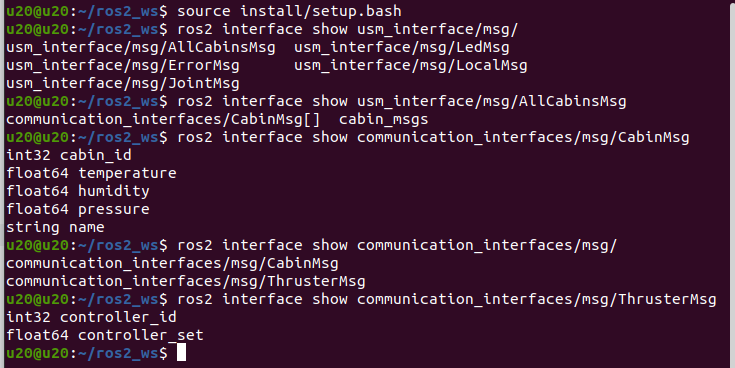 u20@u20:~/ros2_ws$ source install/setup.bash
u20@u20:~/ros2_ws$ ros2 interface show usm_interface/msg/
usm_interface/msg/AllCabinsMsg  usm_interface/msg/LedMsg
usm_interface/msg/ErrorMsg      usm_interface/msg/LocalMsg
usm_interface/msg/JointMsg
u20@u20:~/ros2_ws$ ros2 interface show usm_interface/msg/AllCabinsMsg
communication_interfaces/CabinMsg[]  cabin_msgs
u20@u20:~/ros2_ws$ ros2 interface show communication_interfaces/msg/CabinMsg
int32 cabin_id
float64 temperature
float64 humidity
float64 pressure
string name
u20@u20:~/ros2_ws$ ros2 interface show communication_interfaces/msg/
communication_interfaces/msg/CabinMsg
communication_interfaces/msg/ThrusterMsg
u20@u20:~/ros2_ws$ ros2 interface show communication_interfaces/msg/ThrusterMsg
int32 controller_id
float64 controller_set
u20@u20:~/ros2_ws$